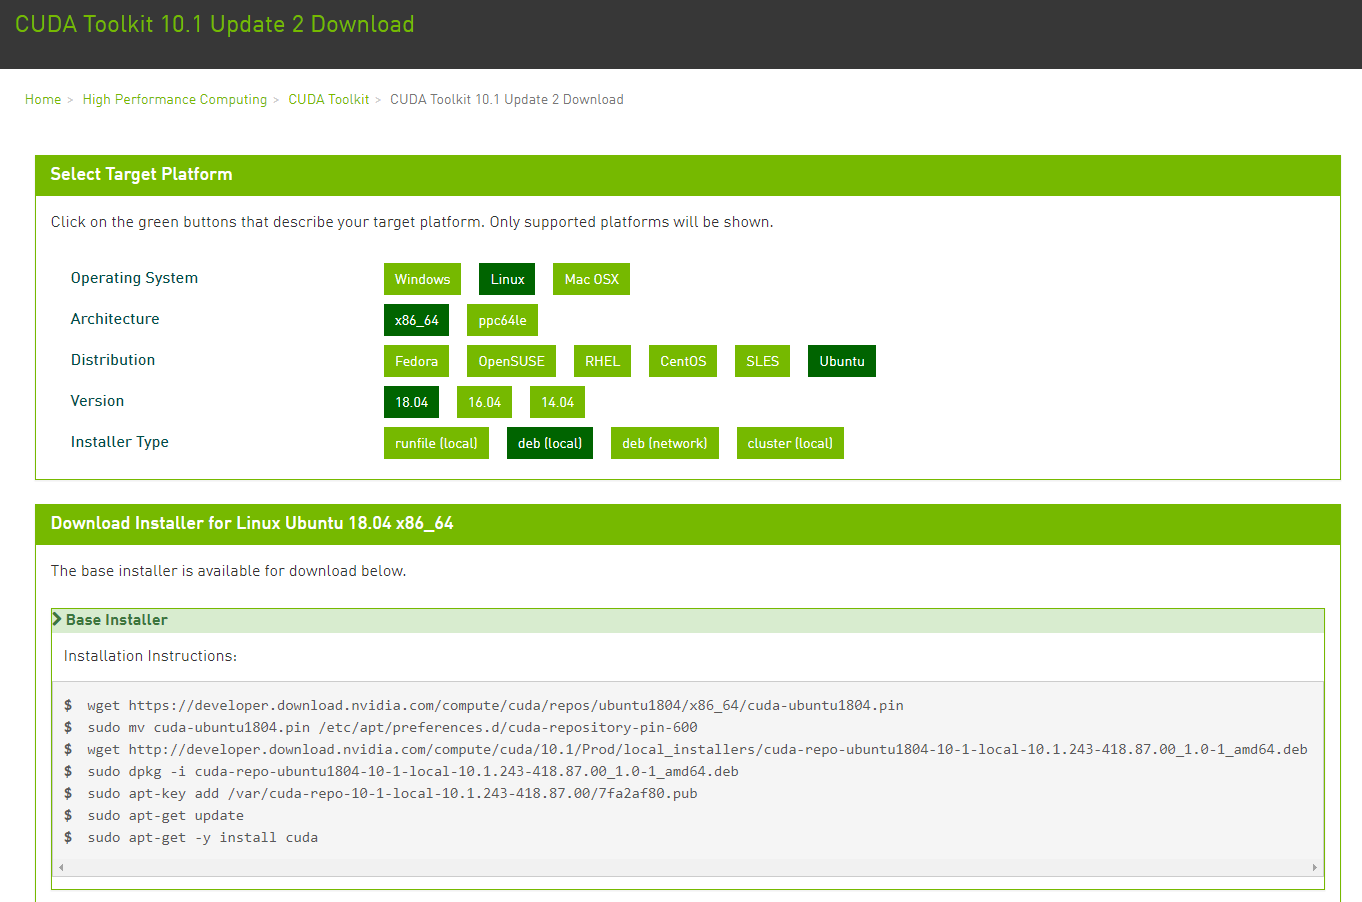 CUDA Toolkit 10.1 Update 2 Download
Home > High Performance Computing > CUDA Toolkit > CUDA Toolkit 10.1 Update 2 Download
Select Target Platform
Click on the green buttons that describe your target platform. Only supported platforms will be shown.
Operating System Windows Linux Mac OSX
Architecture x86_64 ppc64le
Distribution Fedora OpenSUSE RHEL CentOS SLES Ubuntu
Version 18.04 16.04 14.04
Installer Type runfile (local) deb (local) deb (network) cluster (local)
Download Installer for Linux Ubuntu 18.04 x86_64
The base installer is available for download below.
Base Installer
Installation Instructions:
$ wget https://developer.download.nvidia.com/compute/cuda/repos/ubuntu1804/x86_64/cuda-ubuntu1804.pin
$ sudo mv cuda-ubuntu1804.pin /etc/apt/preferences.d/cuda-repository-pin-600
$ wget http://developer.download.nvidia.com/compute/cuda/10.1/Prod/local_installers/cuda-repo-ubuntu1804-10-1-local-10.1.243-418.87.00_1.0-1_amd64.deb
$ sudo dpkg -i cuda-repo-ubuntu1804-10-1-local-10.1.243-418.87.00_1.0-1_amd64.deb
$ sudo apt-key add /var/cuda-repo-10-1-local-10.1.243-418.87.00/7fa2af80.pub
$ sudo apt-get update
$ sudo apt-get -y install cuda